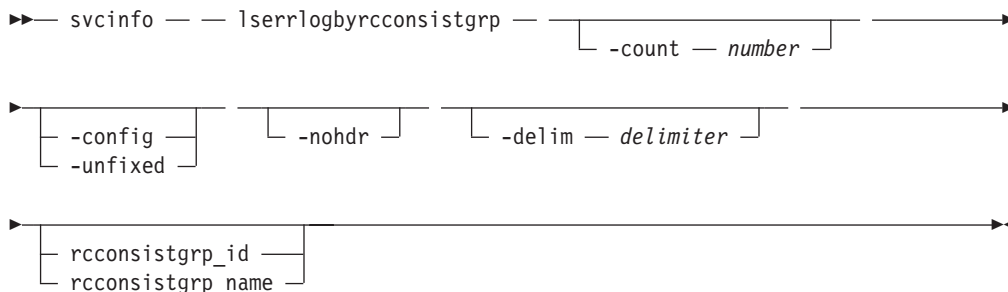 svcinfo lserrlogbyrcconsistgrp
-count number
-config -nohdr -delim delimiter
-unfixed
rcconsistgrp_id
rcconsistgrp_name